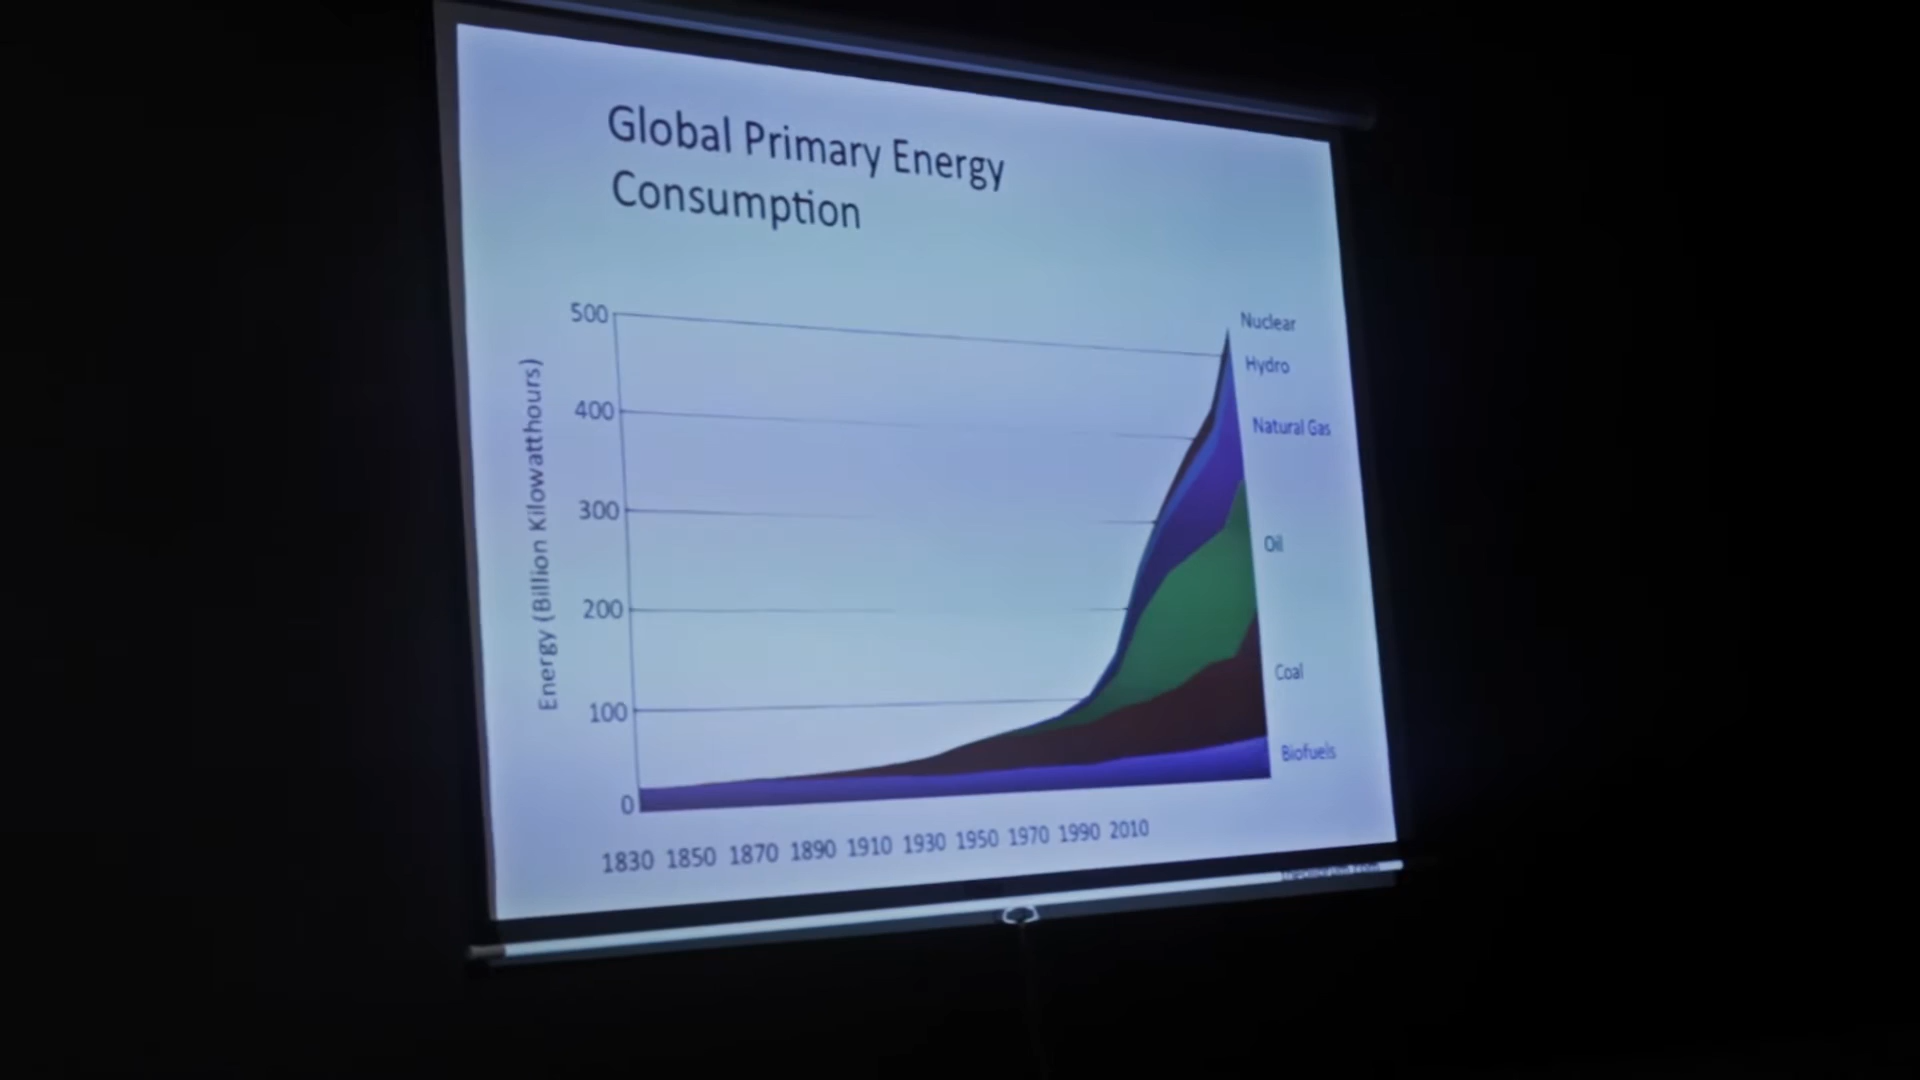 Global Primary Energy
Consumption
500
400
300
200
100
0
Energy (Billion Kilowatthours)
Nuclear
Hydro
Natural Gas
Oil
Coal
Biofuels
1830 1850 1870 1890 1910 1930 1950 1970 1990 2010